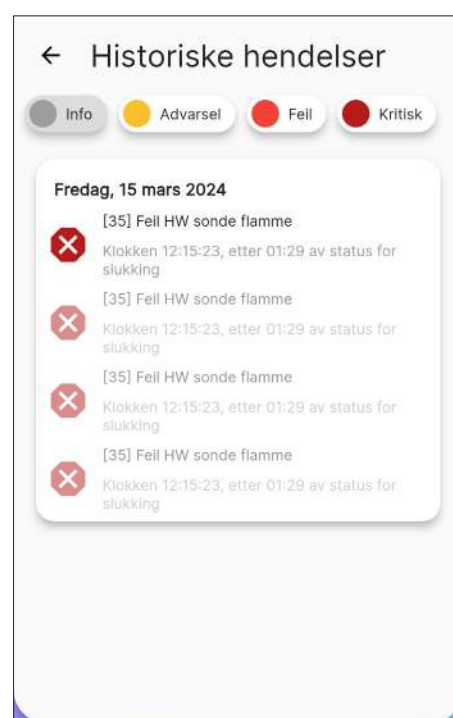 Historiske hendelser
Info
Advarsel
Feil
Kritisk
Fredag, 15 mars 2024
[35] Feil HW sonde flamme
Klokken 12:15:23, etter 01:29 av status for
slukking
[35] Feil HW sonde flamme
Klokken 12:15:23, etter 01:29 av status for
slukking
[35] Feil HW sonde flamme
Klokken 12:15:23, etter 01:29 av status for
slukking
[35] Feil HW sonde flamme
Klokken 12:15:23, etter 01:29 av status for
slukking